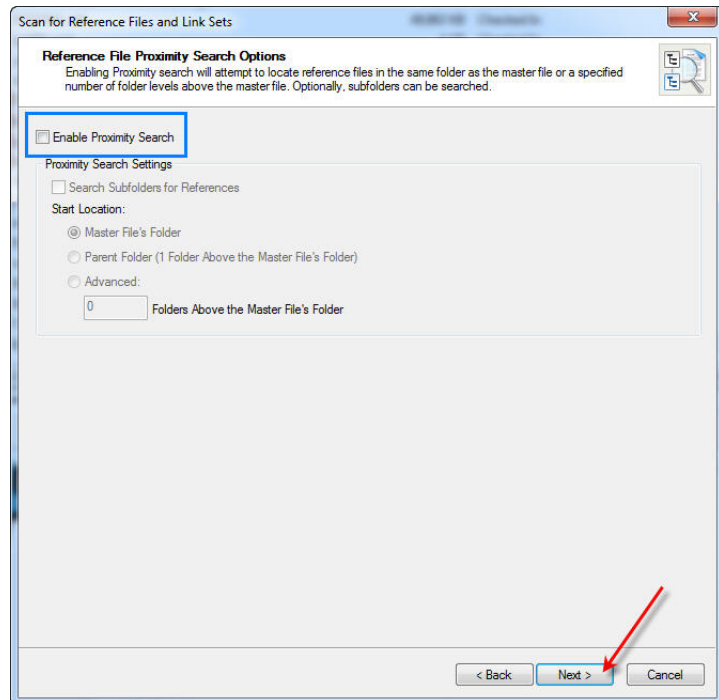 Scan for Reference Files and Link Sets
Reference File Proximity Search Options
Enabling Proximity search will attempt to locate reference files in the same folder as the master file or a specified
number of folder levels above the master file. Optionally, subfolders can be searched.
Enable Proximity Search
Proximity Search Settings
Search Subfolders for References
Start Location:
Master File's Folder
Parent Folder (1 Folder Above the Master File's Folder)
Advanced:
0 Folders Above the Master File's Folder
< Back Next > Cancel